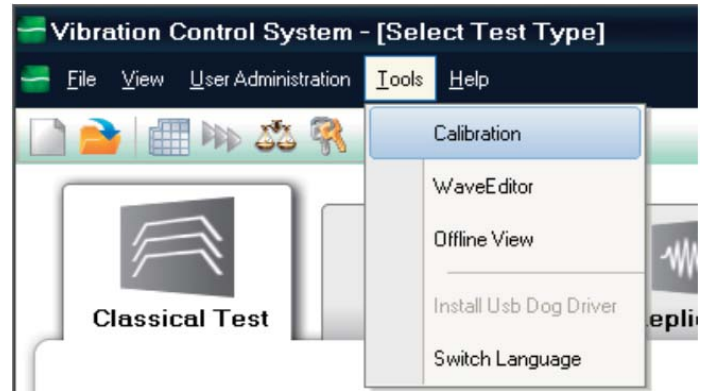 Vibration Control System - [Select Test Type]
File View User Administration Tools Help
Calibration
WaveEditor
Offline View
Install Usb Dog Driver
Switch Language
Classical Test